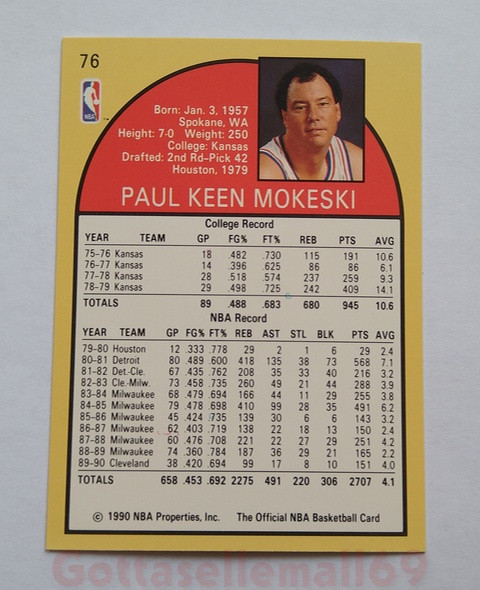 76
NBA
Born: Jan. 3, 1957
Spokane, WA
Height: 7-0 Weight: 250
College: Kansas
Drafted: 2nd Rd-Pick 42
Houston, 1979
PAUL KEEN MOKESKI
College Record
YEAR TEAM GP FG% FT% REB PTS AVG
75-76 Kansas 18 .482 .730 115 191 10.6
76-77 Kansas 14 .396 .625 86 86 6.1
77-78 Kansas 28 .518 .574 237 259 9.3
78-79 Kansas 29 .498 .725 242 409 14.1
TOTALS 89 .488 .683 680 945 10.6
NBA Record
YEAR TEAM GP FG% FT% REB AST STL BLK PTS AVG
79-80 Houston 12 .333 .778 29 2 1 6 29 2.4
80-81 Detroit 80 .489 .600 418 135 38 73 568 7.1
81-82 Det.-Cle. 67 .435 .762 208 35 33 40 216 3.2
82-83 Cle.-Milw. 73 .458 .735 260 49 21 44 288 3.9
83-84 Milwaukee 68 .479 .694 166 44 11 29 255 3.8
84-85 Milwaukee 79 .478 .698 410 99 28 35 491 6.2
85-86 Milwaukee 45 .424 .735 139 30 6 6 143 3.2
86-87 Milwaukee 62 .403 .719 138 22 18 13 150 2.4
87-88 Milwaukee 60 .476 .708 221 22 27 29 251 4.2
88-89 Milwaukee 74 .360 .784 187 36 29 21 165 2.2
89-90 Cleveland 38 .420 .694 99 17 8 10 151 4.0
TOTALS 658 .453 .692 2275 491 220 306 2707 4.1
© 1990 NBA Properties, Inc. The Official NBA Basketball Card
Gottasellemall69